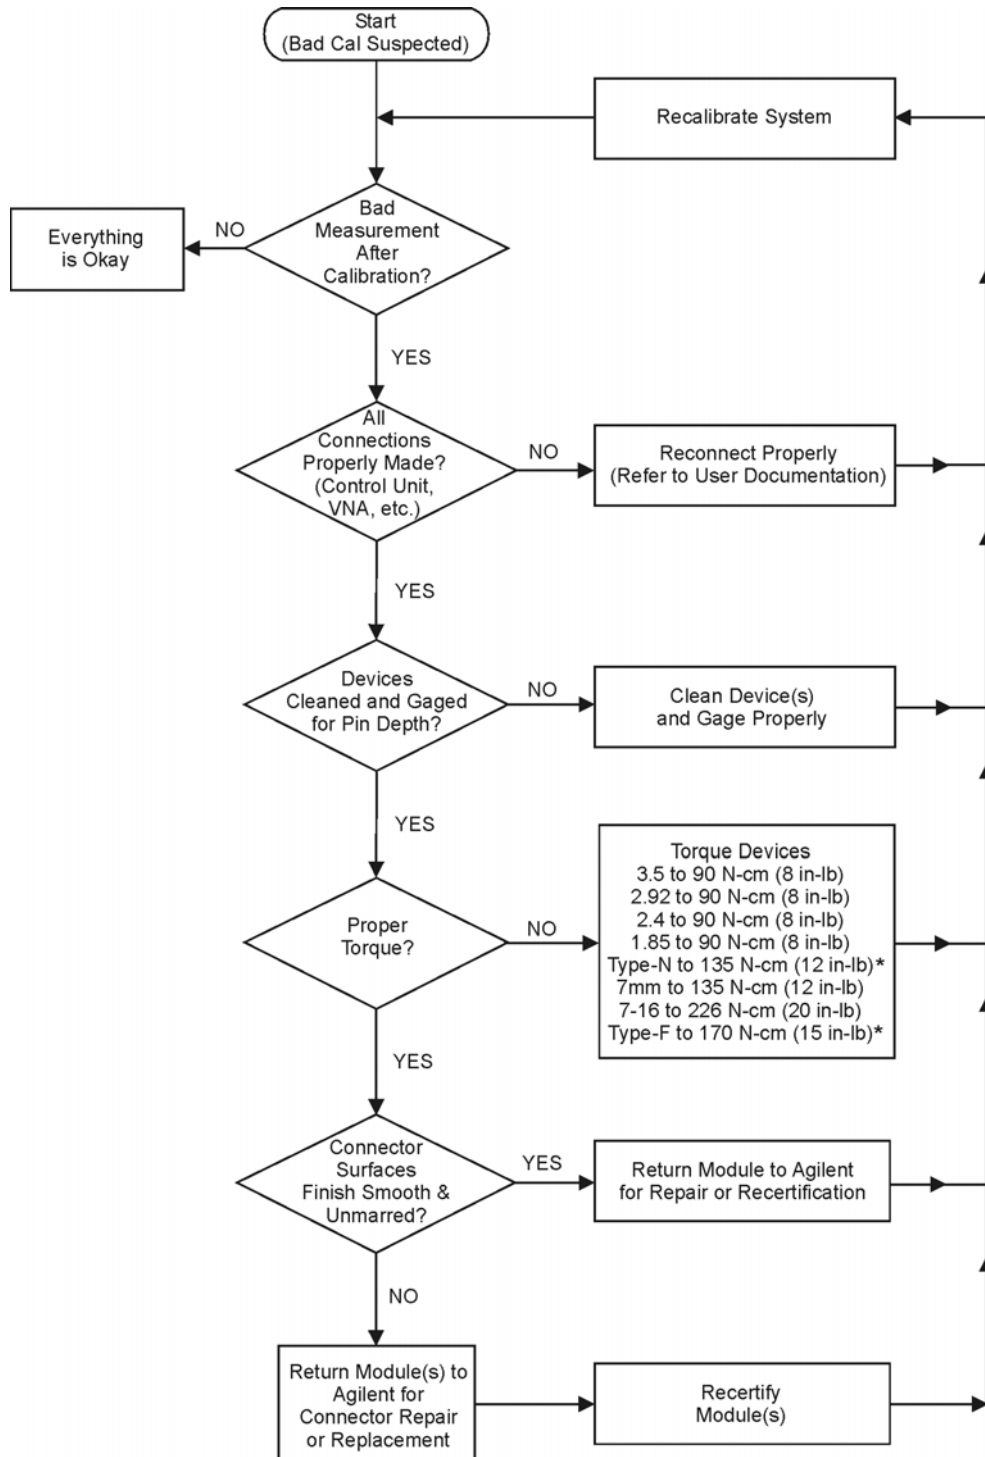 Start
(Bad Cal Suspected)
Recalibrate System
Bad
Measurement
After
Calibration?
NO
Everything
is Okay
YES
All
Connections
Properly Made?
(Control Unit,
VNA, etc.)
NO
Reconnect Properly
(Refer to User Documentation)
YES
Devices
Cleaned and Gaged
for Pin Depth?
NO
Clean Device(s)
and Gage Properly
YES
Proper
Torque?
NO
Torque Devices
3.5 to 90 N-cm (8 in-lb)
2.92 to 90 N-cm (8 in-lb)
2.4 to 90 N-cm (8 in-lb)
1.85 to 90 N-cm (8 in-lb)
Type-N to 135 N-cm (12 in-lb)*
7mm to 135 N-cm (12 in-lb)
7-16 to 226 N-cm (20 in-lb)
Type-F to 170 N-cm (15 in-lb)*
YES
Connector
Surfaces
Finish Smooth &
Unmarred?
YES
Return Module to Agilent
for Repair or Recertification
NO
Return Module(s) to
Agilent for
Connector Repair
or Replacement
Recertify
Module(s)